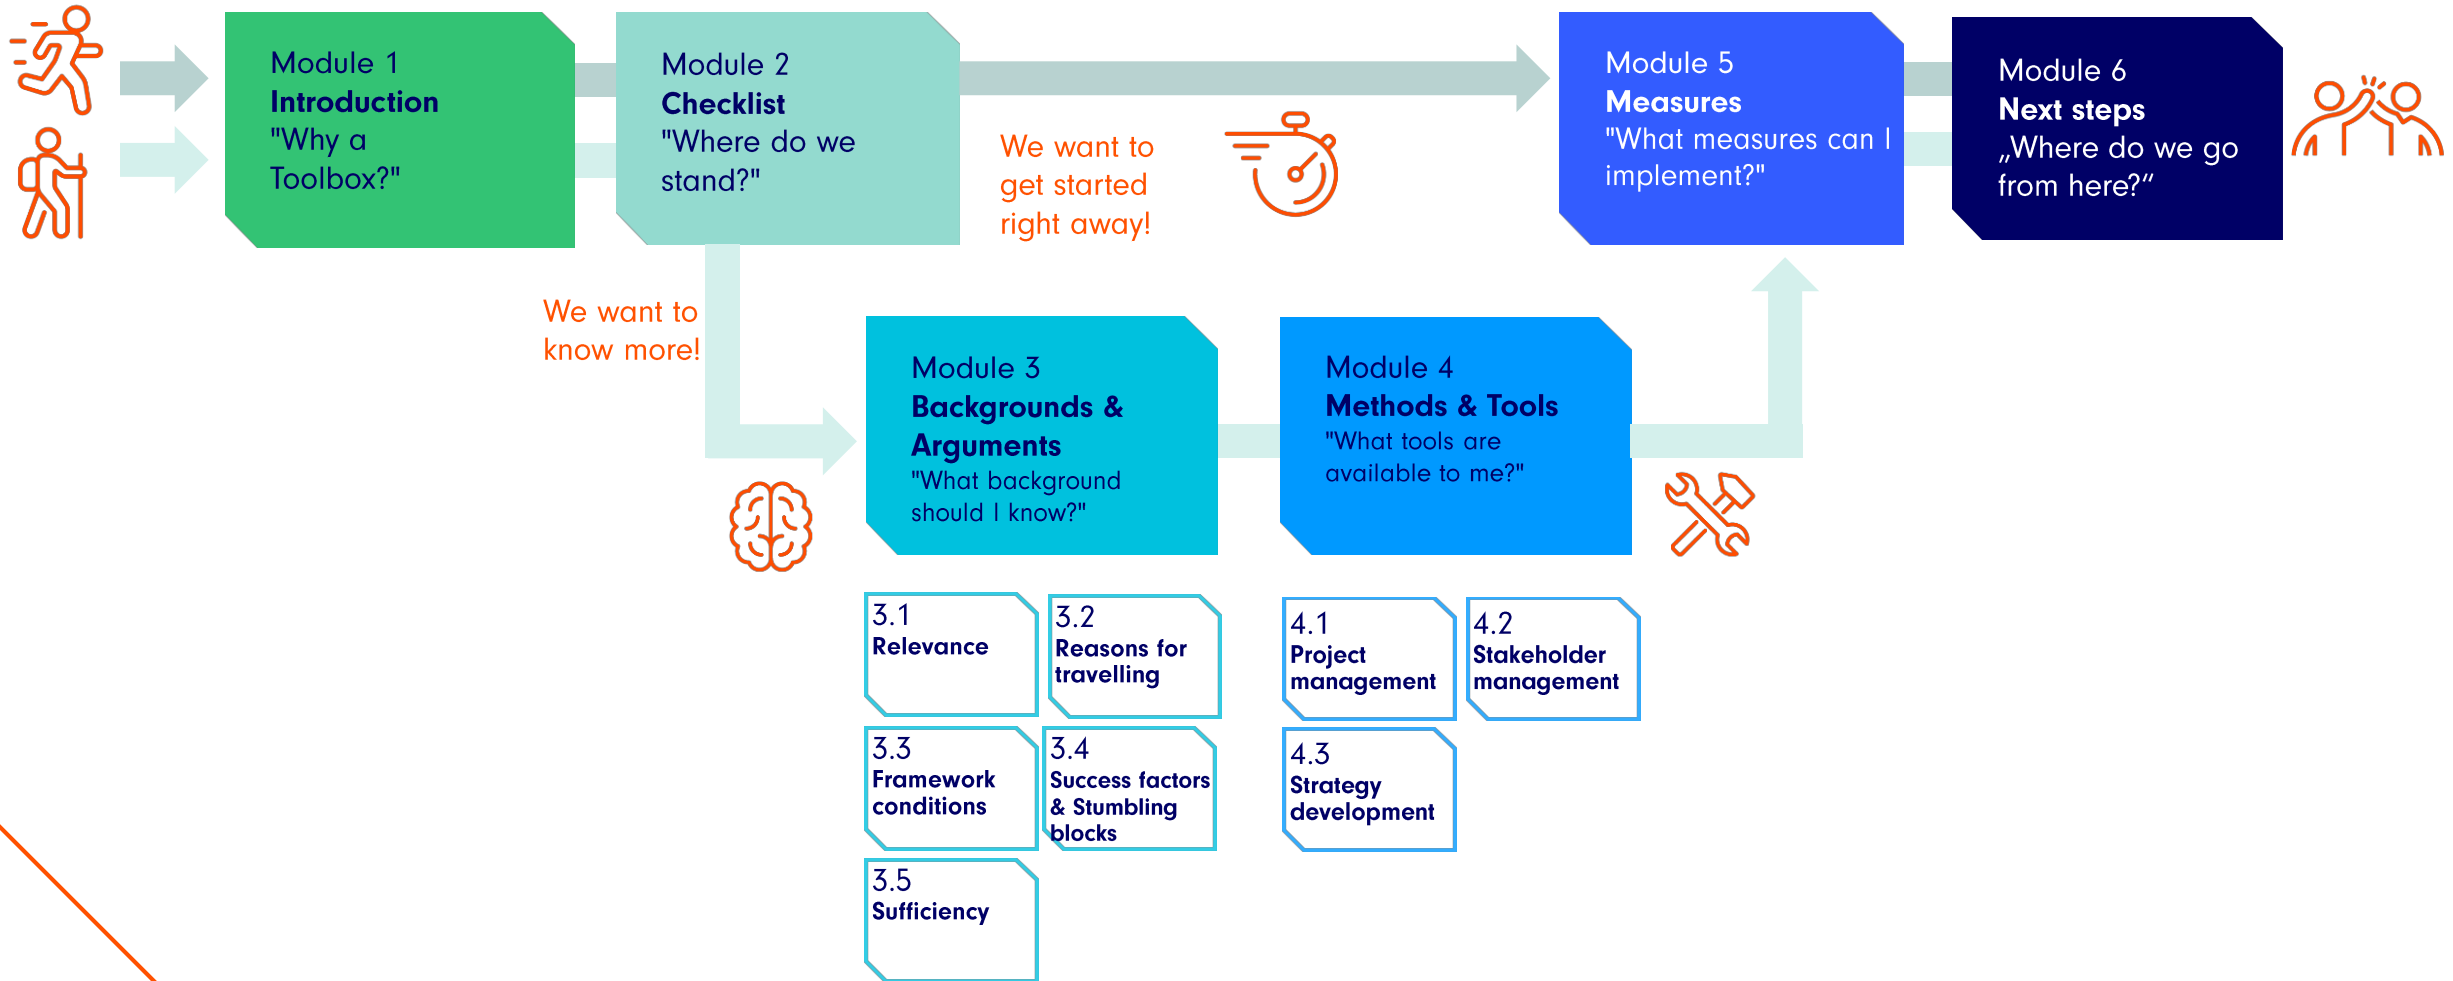 Module 1
Introduction
"Why a
Toolbox?"
Module 2
Checklist
"Where do we
stand?"
We want to
get started
right away!
Module 5
Measures
"What measures can I
implement?"
Module 6
Next steps
„Where do we go
from here?“
We want to
know more!
Module 3
Backgrounds &
Arguments
"What background
should I know?"
Module 4
Methods & Tools
"What tools are
available to me?"
3.1
Relevance
3.2
Reasons for
travelling
3.3
Framework
conditions
3.4
Success factors
& Stumbling
blocks
3.5
Sufficiency
4.1
Project
management
4.2
Stakeholder
management
4.3
Strategy
development